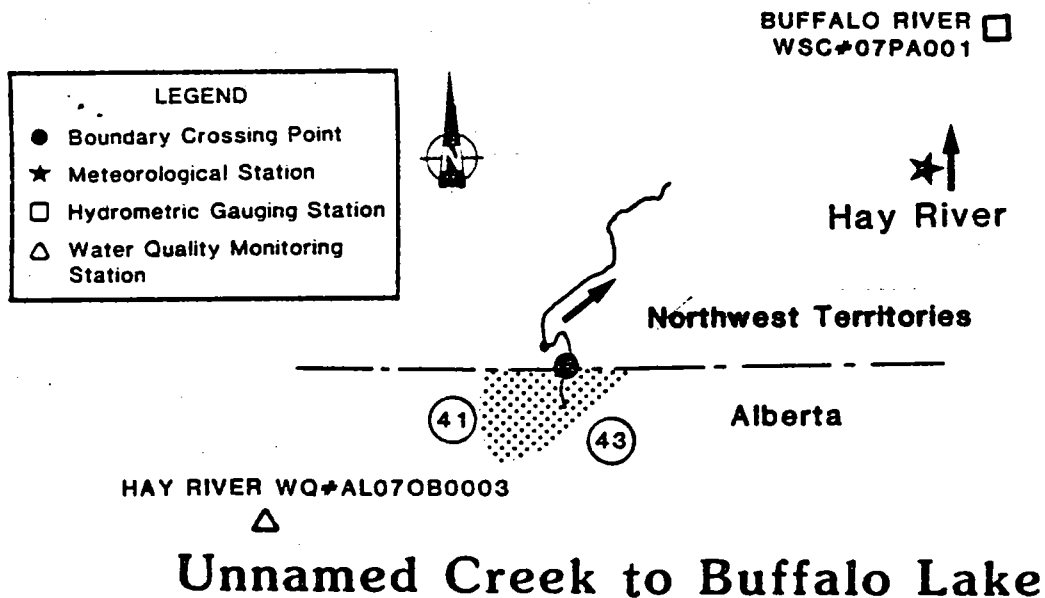 BUFFALO RIVER
WSC#07PA001
LEGEND
Boundary Crossing Point
Meteorological Station
Hydrometric Gauging Station
Water Quality Monitoring
Station
N
Hay River
Northwest Territories
41
43
Alberta
HAY RIVER WQ#AL07OB0003
Unnamed Creek to Buffalo Lake